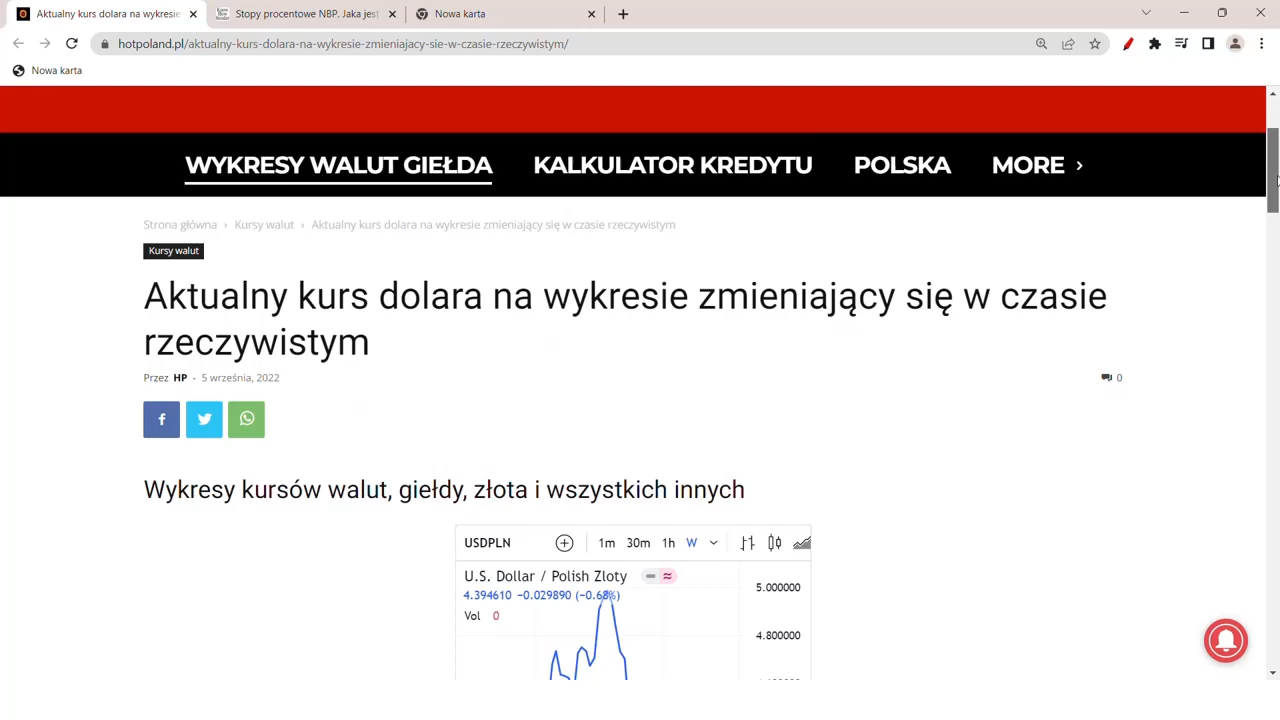 Aktualny kurs dolara na wykresie
Stopy procentowe NBP. Jaka jest
Nowa karta
hotpoland.pl/aktualny-kurs-dolara-na-wykresie-zmieniajacy-sie-w-czasie-rzeczywistym/
Nowa karta
WYKRESY WALUT GIEŁDA KALKULATOR KREDYTU POLSKA MORE
Strona główna › Kursy walut › Aktualny kurs dolara na wykresie zmieniający się w czasie rzeczywistym
Kursy walut
Aktualny kurs dolara na wykresie zmieniający się w czasie
rzeczywistym
Przez HP - 5 września, 2022
0
Wykresy kursów walut, giełdy, złota i wszystkich innych
USDPLN 1m 30m 1h W
U.S. Dollar / Polish Zloty
5.000000
4.394610 −0.029890 (−0.68%)
Vol 0
4.800000